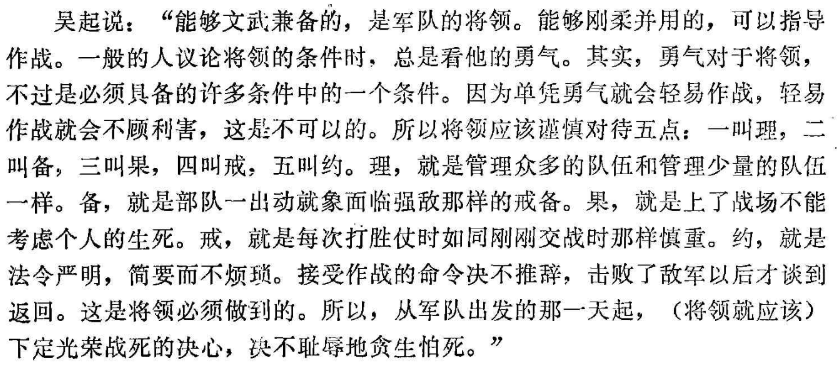 吴起说：“能够文武兼备的，是军队的将领。能够刚柔并用的，可以指导
作战。一般的人议论将领的条件时，总是看他的勇气。其实，勇气对于将领，
不过是必须具备的许多条件中的一个条件。因为单凭勇气就会轻易作战，轻易
作战就会不顾利害，这是不可以的。所以将领应该谨慎对待五点：一叫理，二
叫备，三叫果，四叫戒，五叫约。理，就是管理众多的队伍和管理少量的队伍
一样。备，就是部队一出动就象面临强敌那样的戒备。果，就是上了战场不能
考虑个人的生死。戒，就是每次打胜仗时如同刚刚交战时那样慎重。约，就是
法令严明，简要而不烦琐。接受作战的命令决不推辞，击败了敌军以后才谈到
返回。这是将领必须做到的。所以，从军队出发的那一天起，（将领就应该）
下定光荣战死的决心，决不耻辱地贪生怕死。”